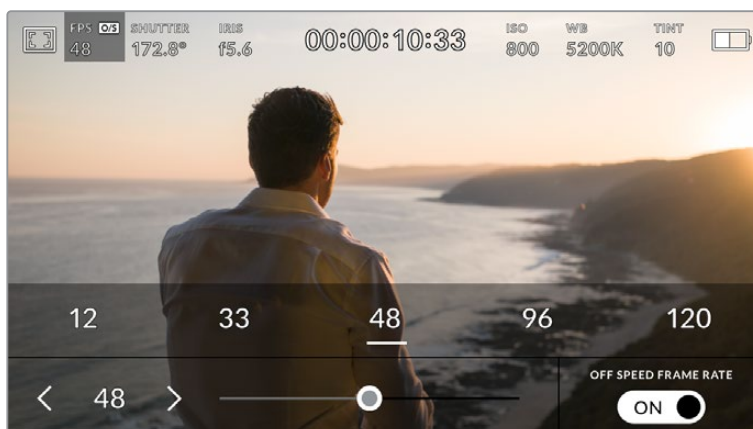 FPS O/S SHUTTER IRIS 00:00:10:33 ISO WB TINT
48 172.8° f5.6 800 5200K 10
12 33 48 96 120
OFF SPEED FRAME RATE
48 ON